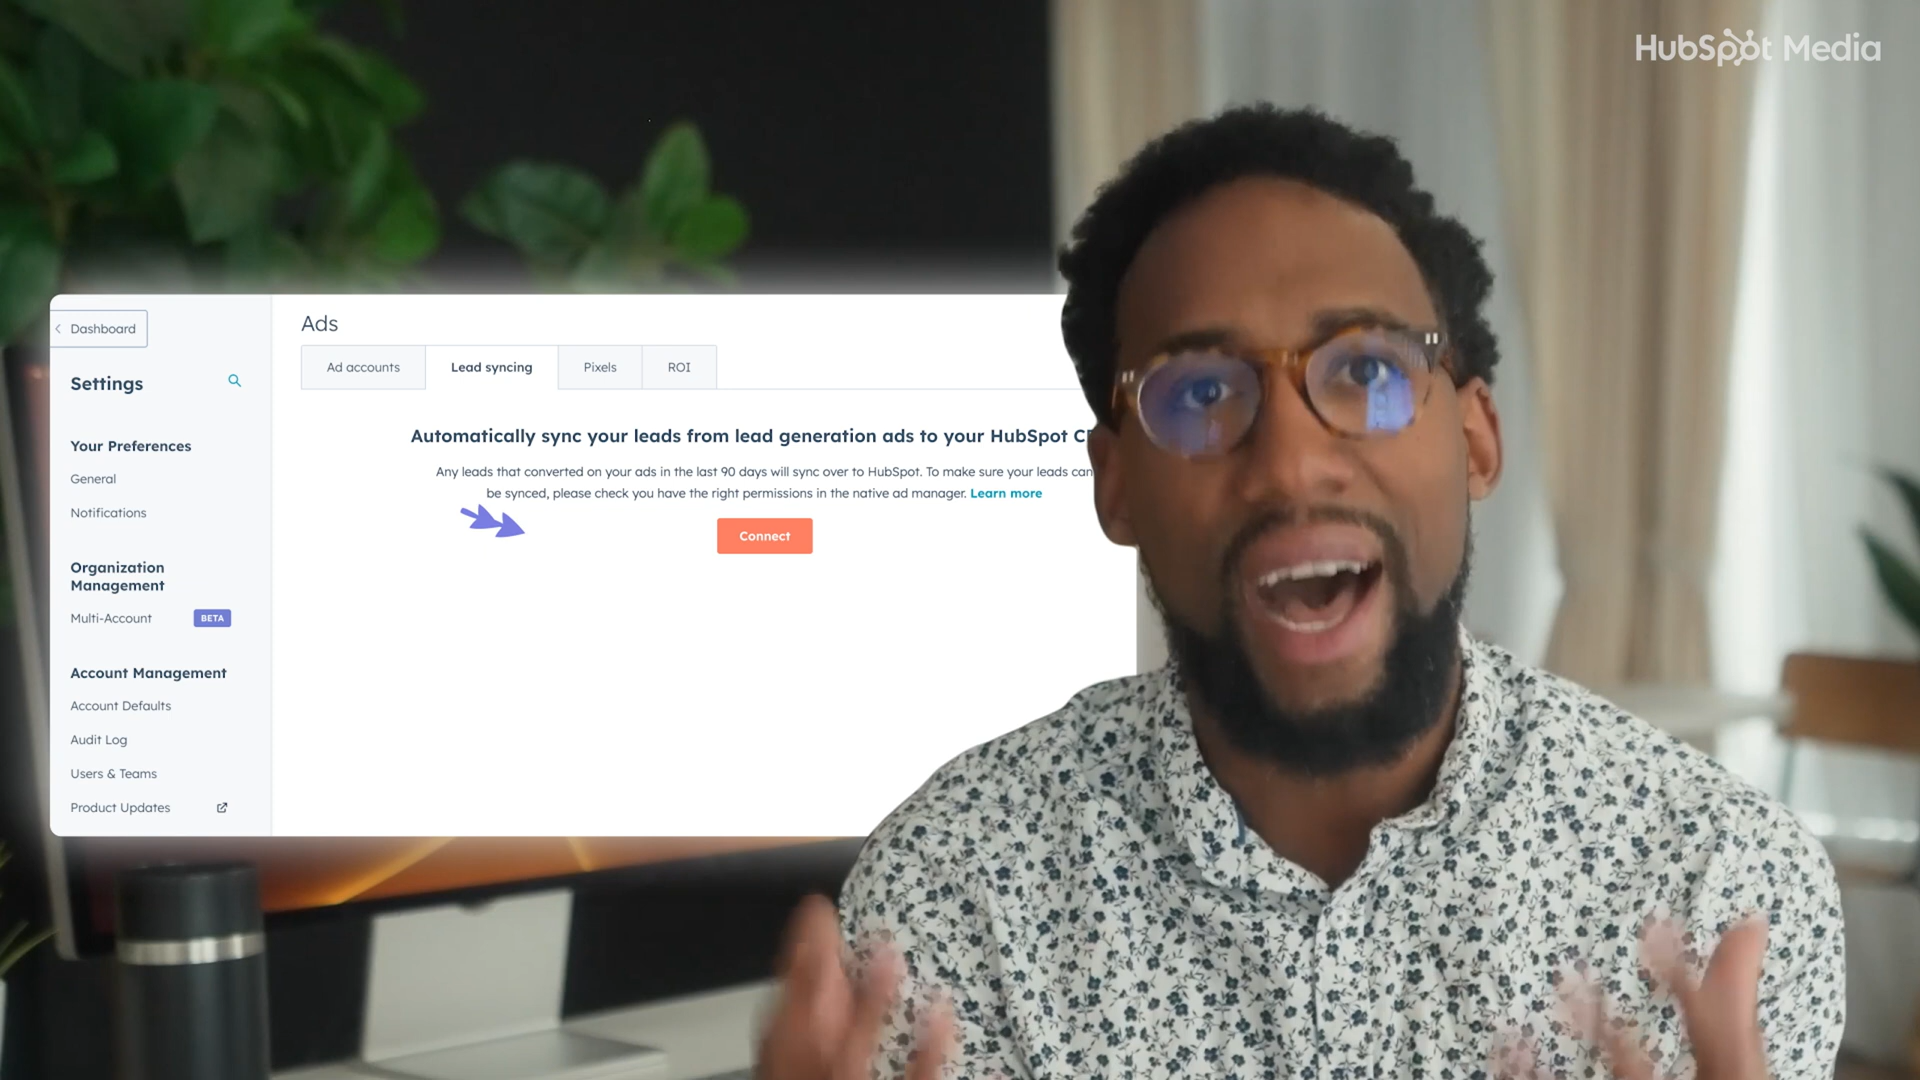 HubSpot Media
Dashboard
Settings
Your Preferences
General
Notifications
Organization
Management
Multi-Account BETA
Account Management
Account Defaults
Audit Log
Users & Teams
Product Updates
Ads
Ad accounts Lead syncing Pixels ROI
Automatically sync your leads from lead generation ads to your HubSpot
Any leads that converted on your ads in the last 90 days will sync over to HubSpot. To make sure your leads can
be synced, please check you have the right permissions in the native ad manager. Learn more
Connect